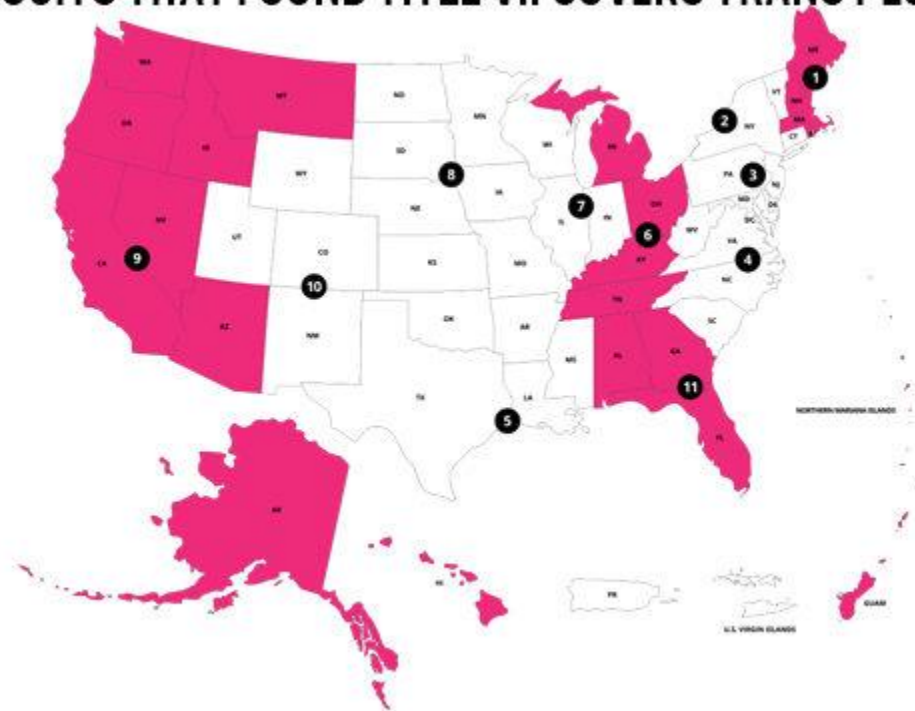 THAT FOUND TITLE VII COVERS TRANS
WA
MT
ND
MN
ME
1
VT
NH
OR
ID
SD
WI
MI
2
NY
MA
CT
WY
8
IA
NE
7
PA
3
NJ
OH
IL
IN
MD
DE
DC
NV
UT
CO
6
WV
VA
CA
9
KS
MO
KY
4
10
NC
AZ
NM
OK
AR
TN
SC
MS
AL
GA
TX
LA
11
5
FL
NORTHERN MARIANA ISLANDS
AK
HI
PR
GUAM
U.S. VIRGIN ISLANDS